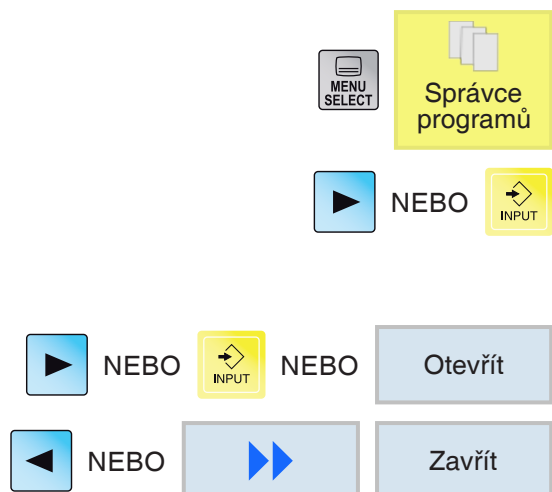 MENU
SELECT
Správce
programů
NEBO
INPUT
NEBO
INPUT
NEBO
Otevřít
NEBO
Zavřít